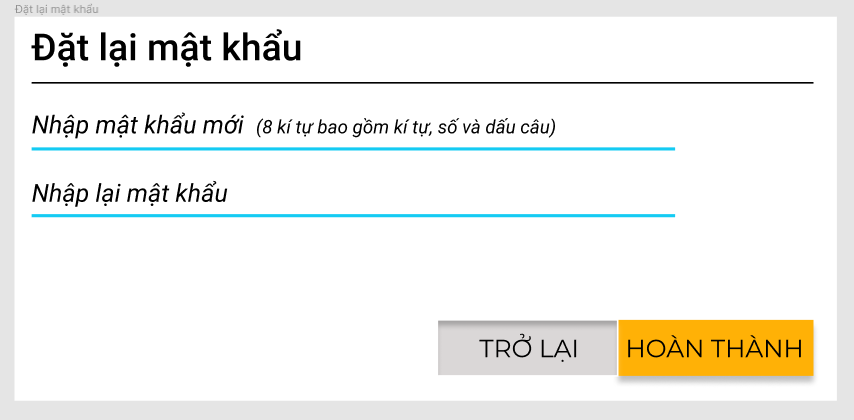 Đặt lại mật khẩu
Đặt lại mật khẩu
Nhập mật khẩu mới (8 kí tự bao gồm kí tự, số và dấu câu)
Nhập lại mật khẩu
TRỞ LẠI HOÀN THÀNH